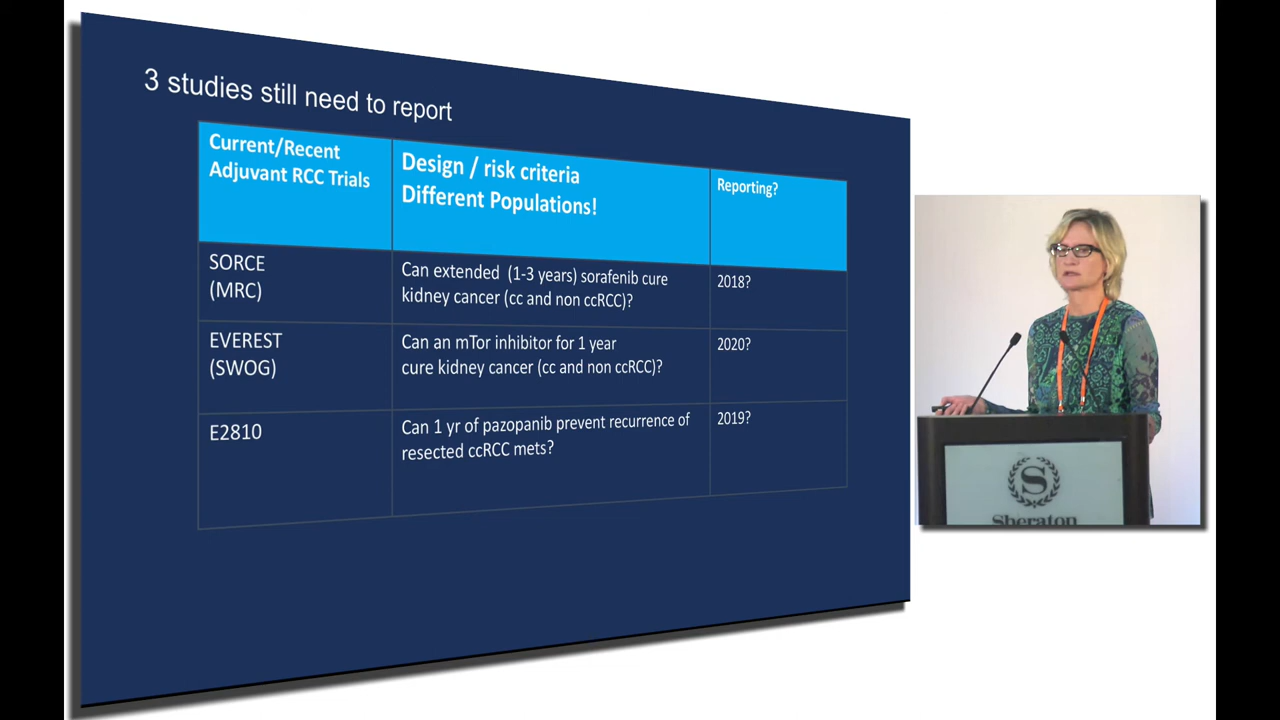 3 studies still need to report
Current/Recent
Adjuvant RCC Trials
Design / risk criteria
Different Populations!
Reporting?
SORCE
(MRC)
Can extended (1-3 years) sorafenib cure
kidney cancer (cc and non ccRCC)?
2018?
EVEREST
(SWOG)
Can an mTor inhibitor for 1 year
cure kidney cancer (cc and non ccRCC)?
2020?
E2810
Can 1 yr of pazopanib prevent recurrence of
resected ccRCC mets?
2019?
S
Sheraton